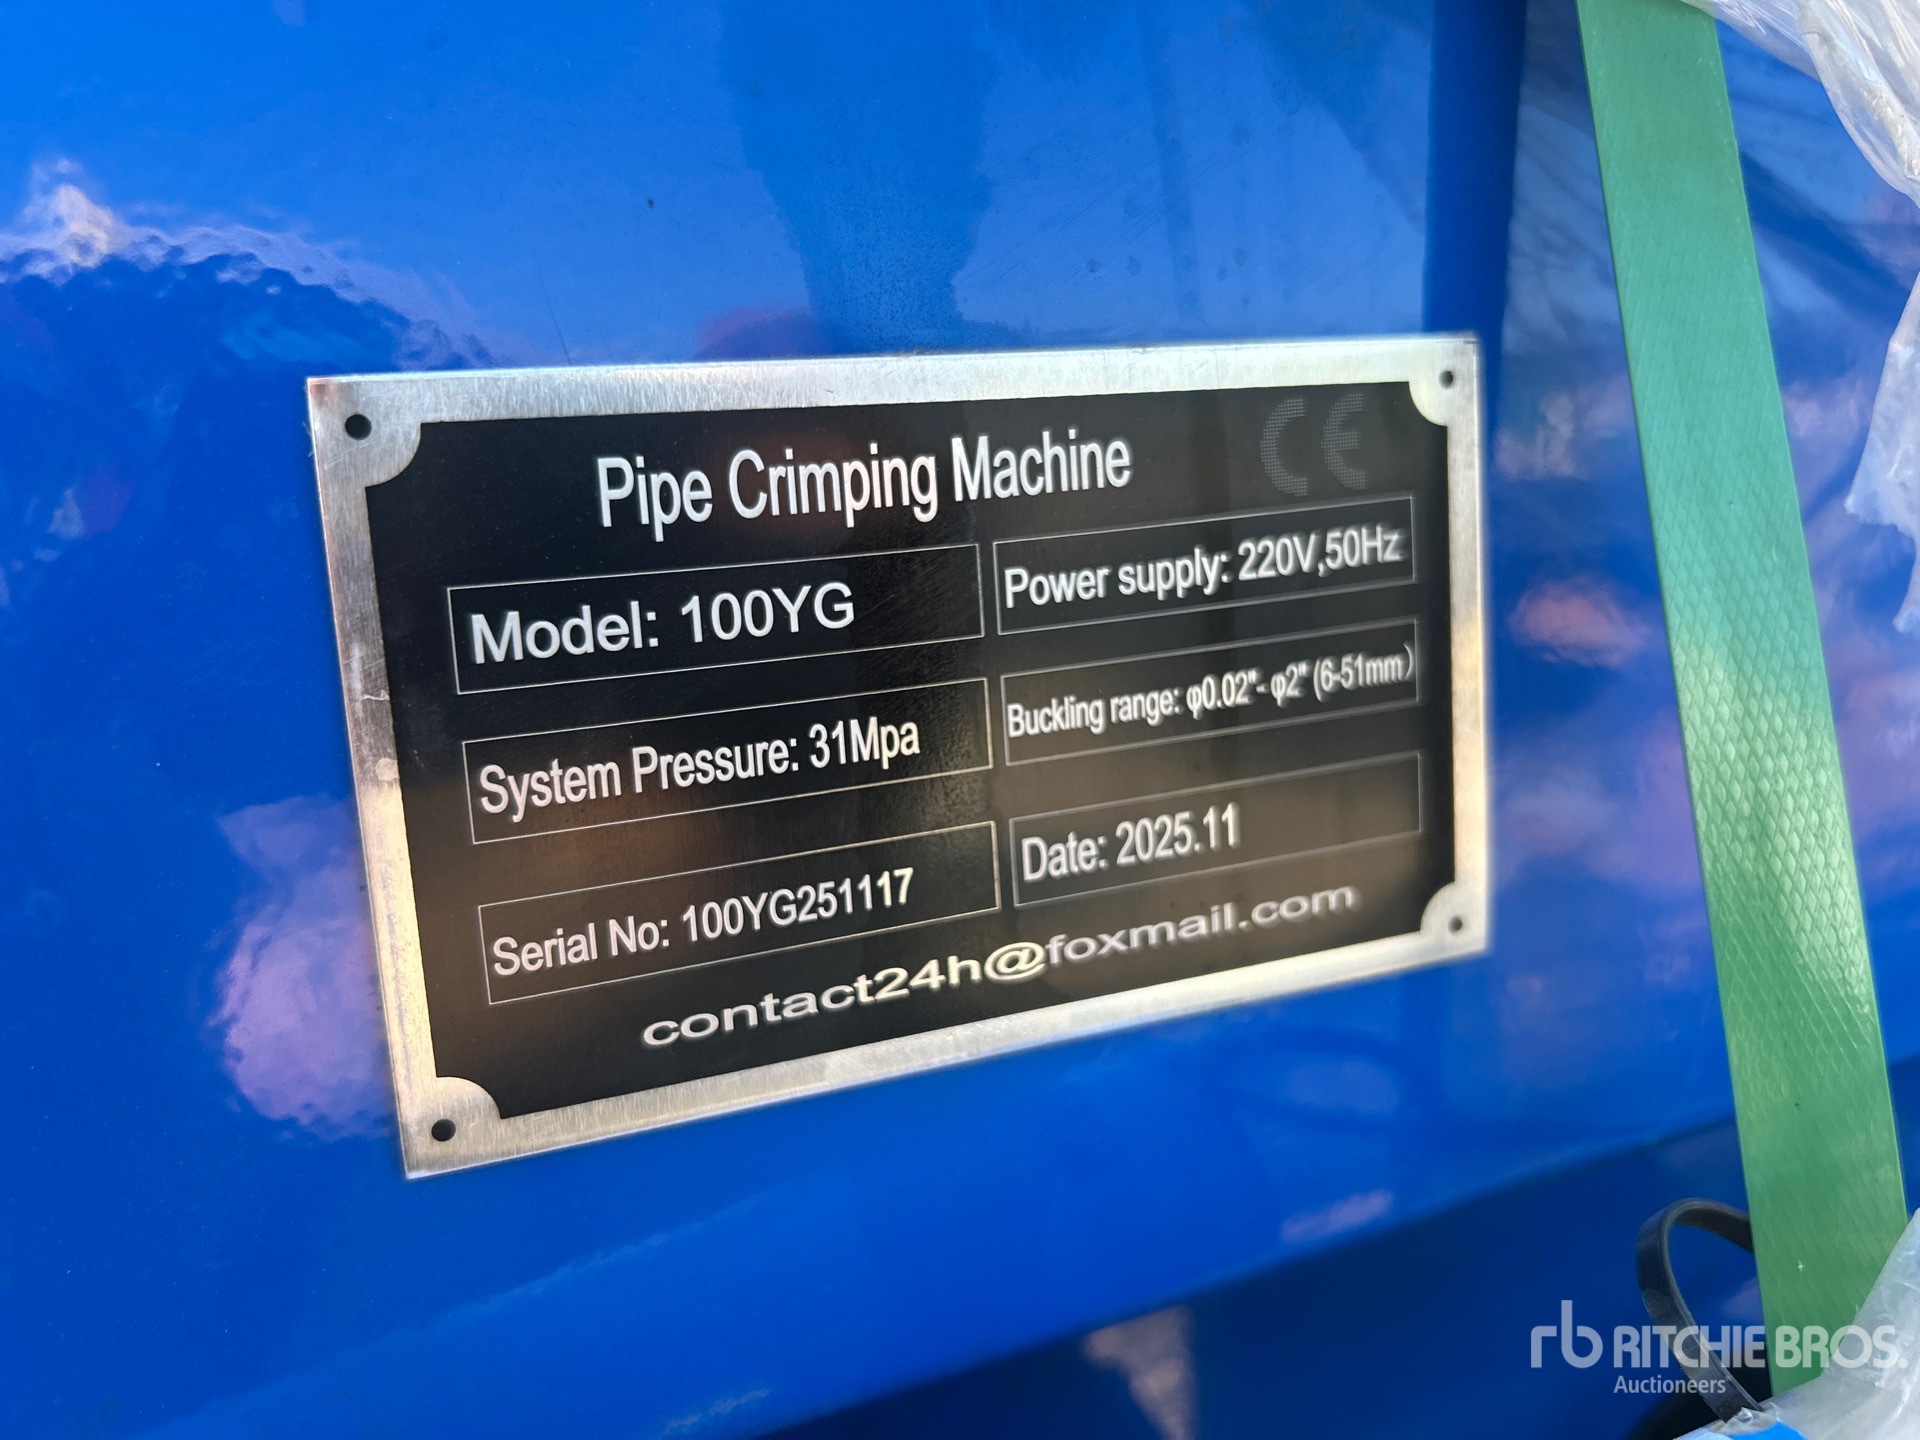 CE
Pipe Crimping Machine
Model: 100YG
Power supply: 220V,50Hz
System Pressure: 31Mpa
Buckling range: φ0.02"- φ2" (6-51mm)
Serial No: 100YG251117
Date: 2025.11
contact24h@foxmail.com
rb RITCHIE BROS.
Auctioneers